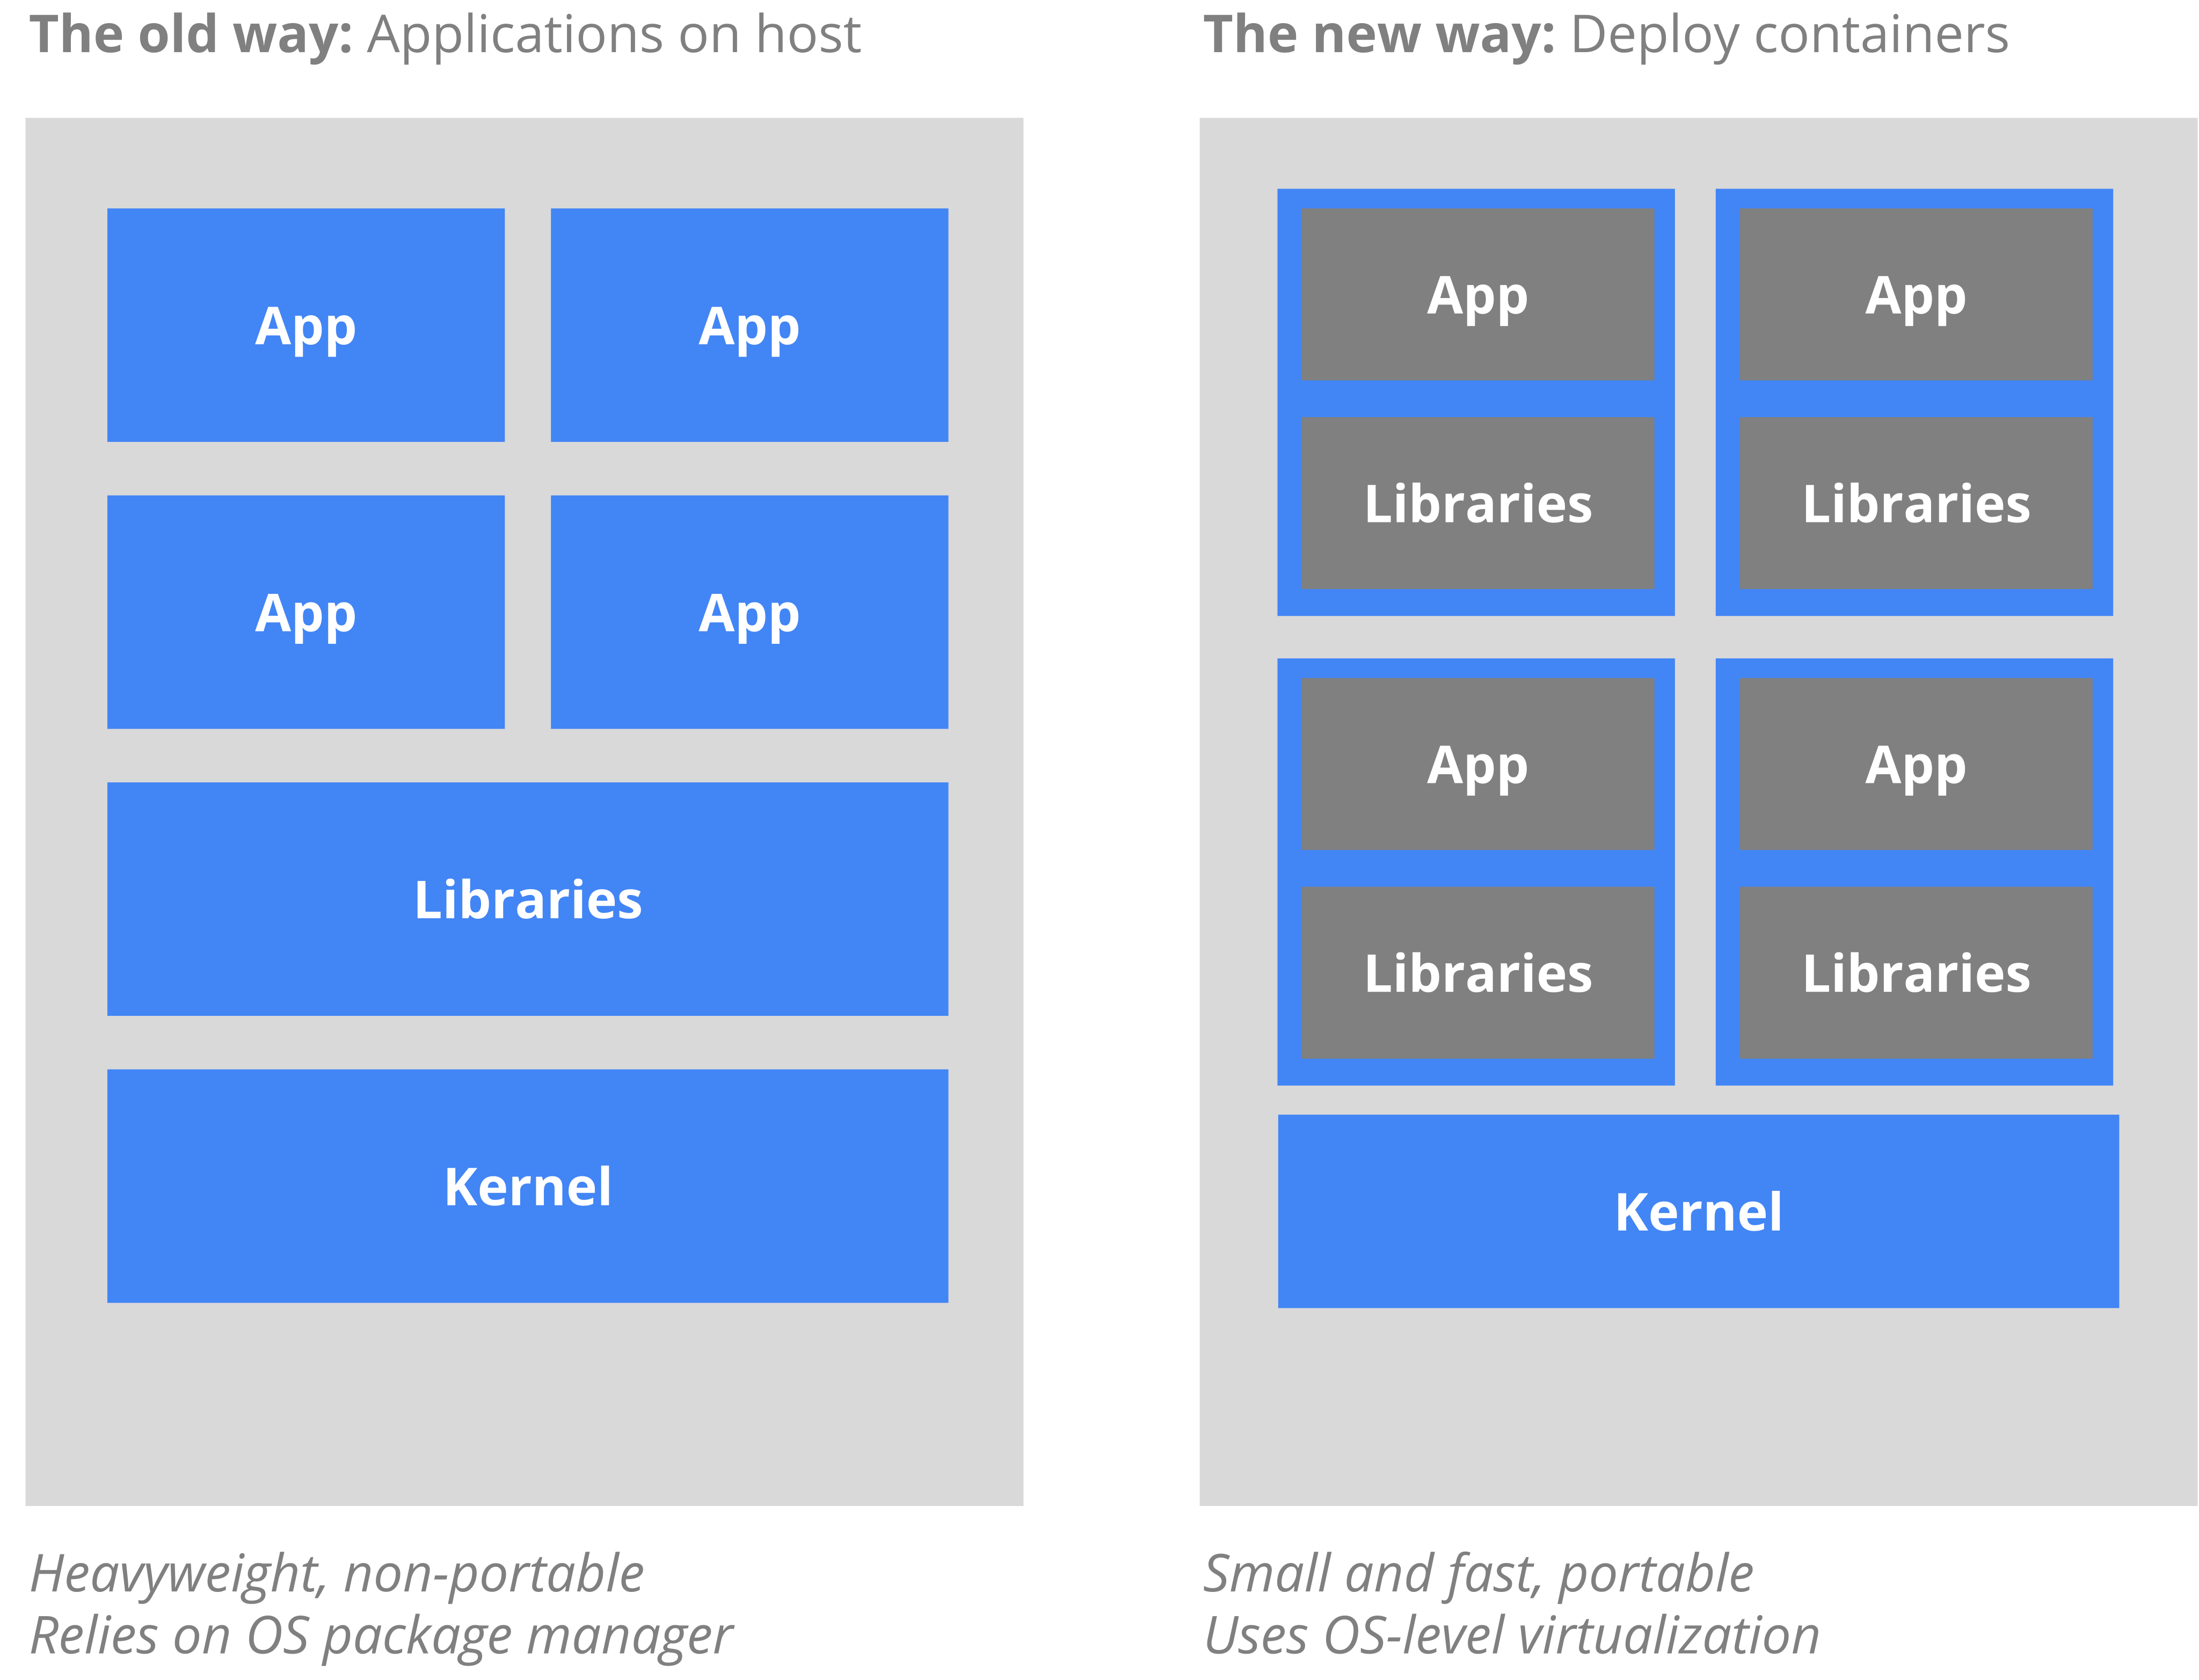 The old way: Applications on host
App
App
App
App
Libraries
Kernel
Heavyweight, non-portable
Relies on OS package manager
The new way: Deploy containers
App
App
Libraries
Libraries
App
App
Libraries
Libraries
Kernel
Small and fast, portable
Uses OS-level virtualization